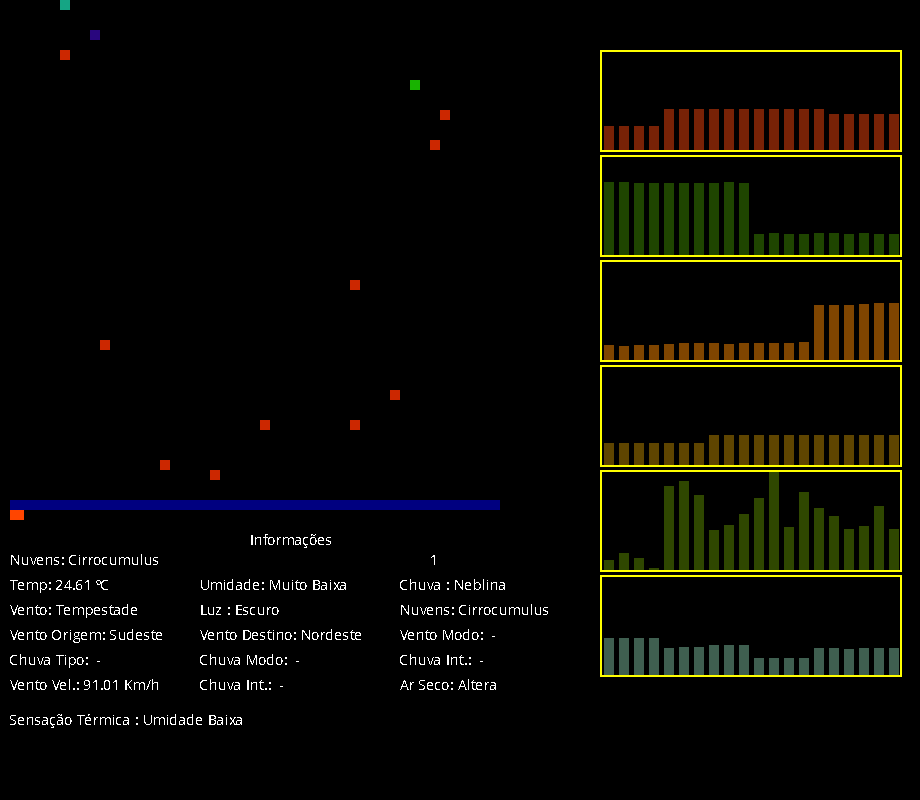 Informações
Nuvens: Cirrocumulus 1
Temp: 24.61 ºC Umidade: Muito Baixa Chuva : Neblina
Vento: Tempestade Luz : Escuro Nuvens: Cirrocumulus
Vento Origem: Sudeste Vento Destino: Nordeste Vento Modo: -
Chuva Tipo: - Chuva Modo: - Chuva Int.: -
Vento Vel.: 91.01 Km/h Chuva Int.: - Ar Seco: Altera
Sensação Térmica : Umidade Baixa